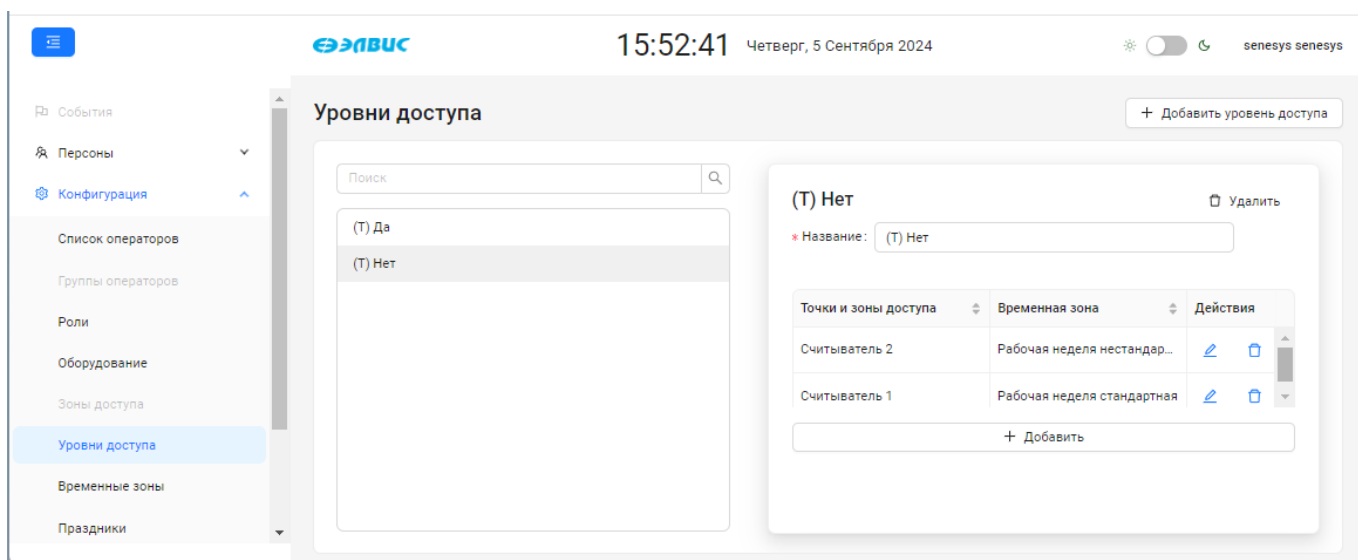 ЭЛВИС
15:52:41 Четверг, 5 Сентября 2024
senesys senesys
События
Персоны
Конфигурация
Список операторов
Группы операторов
Роли
Оборудование
Зоны доступа
Уровни доступа
Временные зоны
Праздники
Уровни доступа
+ Добавить уровень доступа
Поиск
(Т) Да
(Т) Нет
(Т) Нет
Удалить
* Название: (Т) Нет
Точки и зоны доступа Временная зона Действия
Считыватель 2 Рабочая неделя нестандар...
Считыватель 1 Рабочая неделя стандартная
+ Добавить